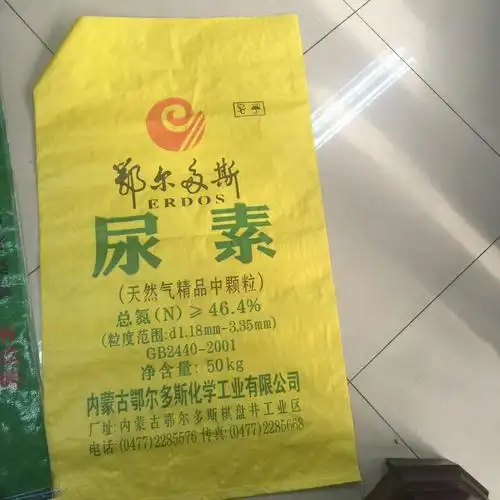 鄂尔多斯
ERDOS
尿素
(天然气精品中颗粒)
总氮(N)≥46.4%
(粒度范围:d1.18mm-3.35mm)
GB2440-2001
净含量:50kg
内蒙古鄂尔多斯化学工业有限公司
厂址:内蒙古鄂尔多斯棋盘井工业区
电话(0477)2285576 传真:(0477)2285668